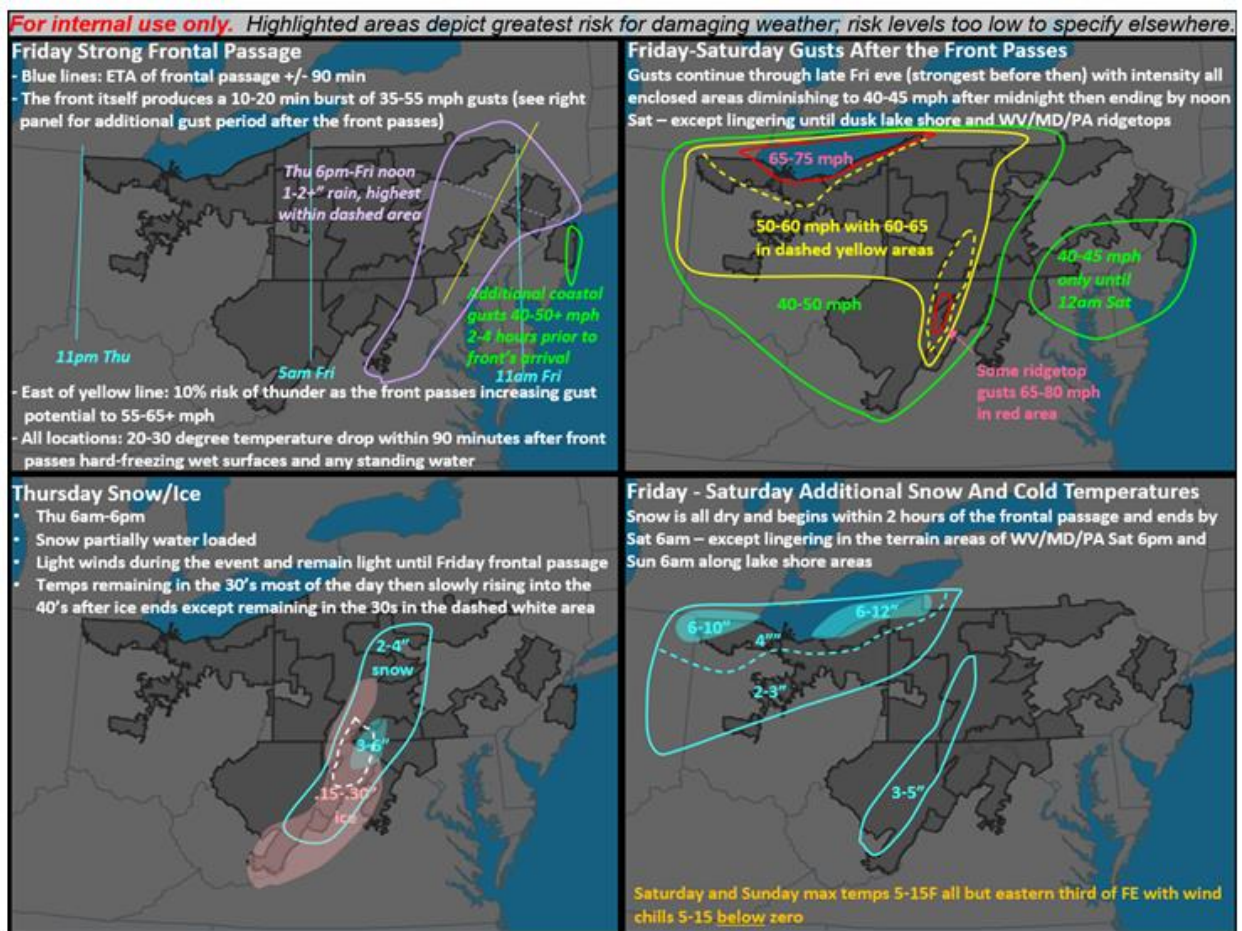 For internal use only. Highlighted areas depict greatest risk for damaging weather; risk levels too low to specify elsewhere.
Friday Strong Frontal Passage
- Blue lines: ETA of frontal passage +/- 90 min
- The front itself produces a 10-20 min burst of 35-55 mph gusts (see right
panel for additional gust period after the front passes)
Thu 6pm-Fri noon
1-2+" rain, highest
within dashed area
Additional coastal
gusts 40-50+ mph
2-4 hours prior to
front's arrival
11pm Thu
5am Fri
11am Fri
- East of yellow line: 10% risk of thunder as the front passes increasing gust
potential to 55-65+ mph
- All locations: 20-30 degree temperature drop within 90 minutes after front
passes hard-freezing wet surfaces and any standing water
Friday-Saturday Gusts After the Front Passes
Gusts continue through late Fri eve (strongest before then) with intensity all
enclosed areas diminishing to 40-45 mph after midnight then ending by noon
Sat – except lingering until dusk lake shore and WV/MD/PA ridgetops
65-75 mph
50-60 mph with 60-65
in dashed yellow areas
40-50 mph
40-45 mph
only until
12am Sat
Some ridgetop
gusts 65-80 mph
in red area
Thursday Snow/Ice
• Thu 6am-6pm
• Snow partially water loaded
• Light winds during the event and remain light until Friday frontal passage
• Temps remaining in the 30's most of the day then slowly rising into the
40's after ice ends except remaining in the 30s in the dashed white area
2-4"
snow
3-6"
.15-.30"
ice
Friday - Saturday Additional Snow And Cold Temperatures
Snow is all dry and begins within 2 hours of the frontal passage and ends by
Sat 6am – except lingering in the terrain areas of WV/MD/PA Sat 6pm and
Sun 6am along lake shore areas
6-10"
6-12"
4""
2-3"
3-5"
Saturday and Sunday max temps 5-15F all but eastern third of FE with wind
chills 5-15 below zero